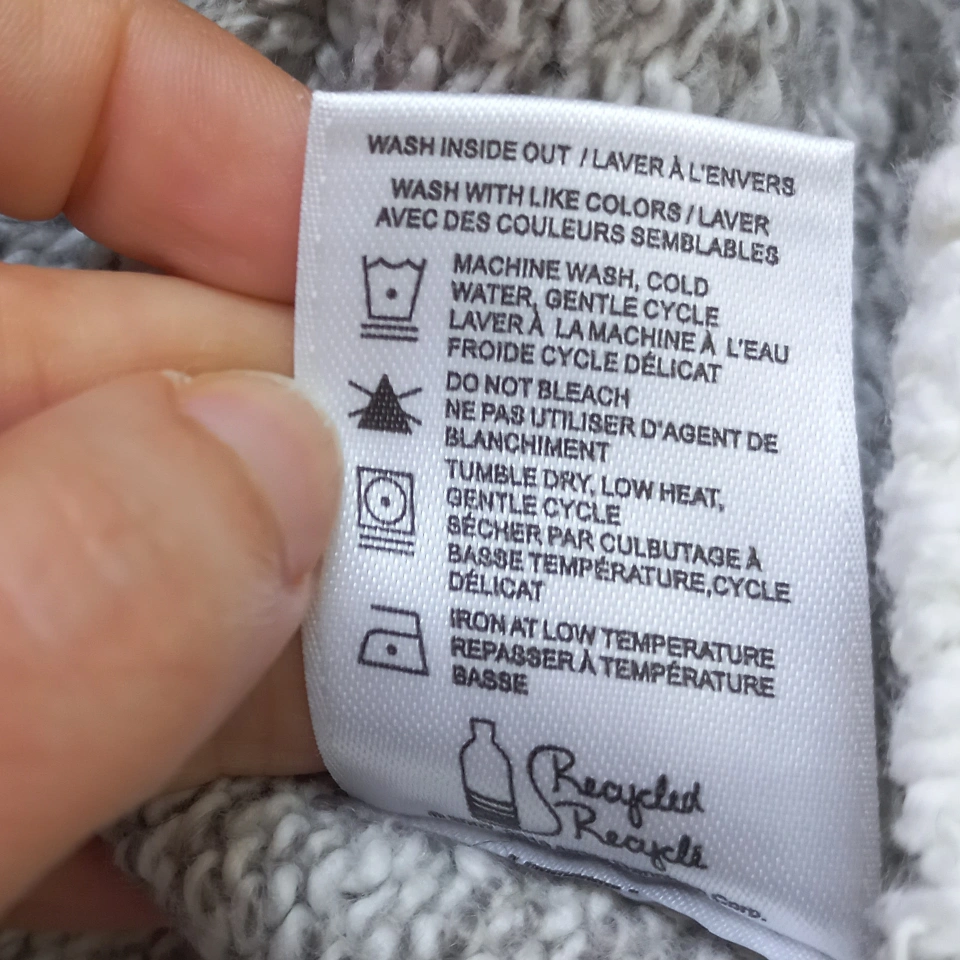 WASH INSIDE OUT / LAVER À L'ENVERS
WASH WITH LIKE COLORS / LAVER
AVEC DES COULEURS SEMBLABLES
MACHINE WASH, COLD
WATER, GENTLE CYCLE
LAVER À LA MACHINE À L'EAU
FROIDE CYCLE DÉLICAT
DO NOT BLEACH
NE PAS UTILISER D'AGENT DE
BLANCHIMENT
TUMBLE DRY, LOW HEAT,
GENTLE CYCLE
SÉCHER PAR CULBUTAGE À
BASSE TEMPÉRATURE,CYCLE
DÉLICAT
IRON AT LOW TEMPERATURE
REPASSER À TEMPÉRATURE
BASSE
Recycled
Recyclé
Corp.